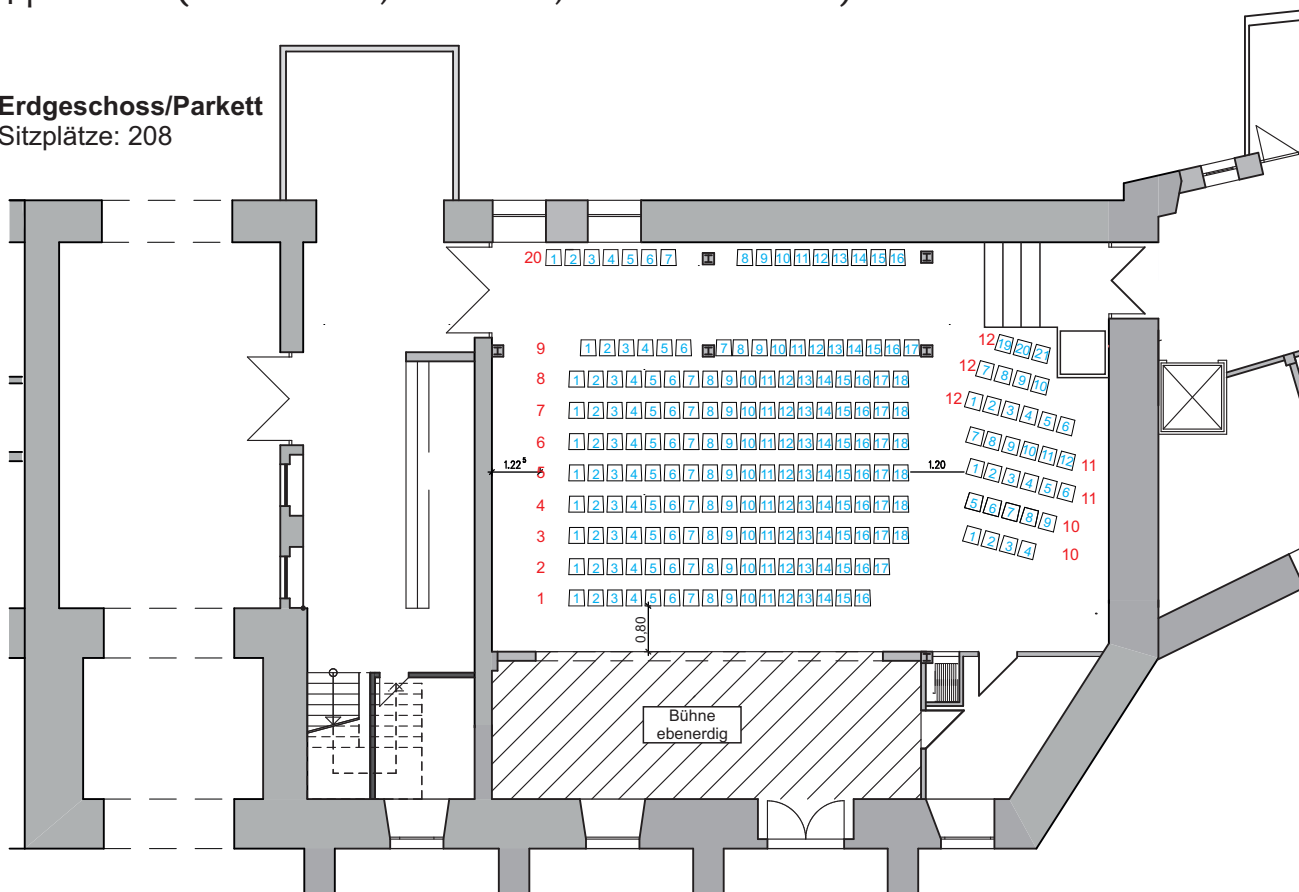 Erdgeschoss/Parkett
Sitzplätze: 208
20 1 2 3 4 5 6 7 8 9 10 11 12 13 14 15 16
9 1 2 3 4 5 6 7 8 9 10 11 12 13 14 15 16 17
8 1 2 3 4 5 6 7 8 9 10 11 12 13 14 15 16 17 18
7 1 2 3 4 5 6 7 8 9 10 11 12 13 14 15 16 17 18
6 1 2 3 4 5 6 7 8 9 10 11 12 13 14 15 16 17 18
1.22⁵ 5 1 2 3 4 5 6 7 8 9 10 11 12 13 14 15 16 17 18 1.20
4 1 2 3 4 5 6 7 8 9 10 11 12 13 14 15 16 17 18
3 1 2 3 4 5 6 7 8 9 10 11 12 13 14 15 16 17 18
2 1 2 3 4 5 6 7 8 9 10 11 12 13 14 15 16 17
1 1 2 3 4 5 6 7 8 9 10 11 12 13 14 15 16
12 19 20 21
12 7 8 9 10
12 1 2 3 4 5 6
7 8 9 10 11 12 11
1 2 3 4 5 6 11
5 6 7 8 9 10
1 2 3 4 10
0,80
Bühne
ebenerdig